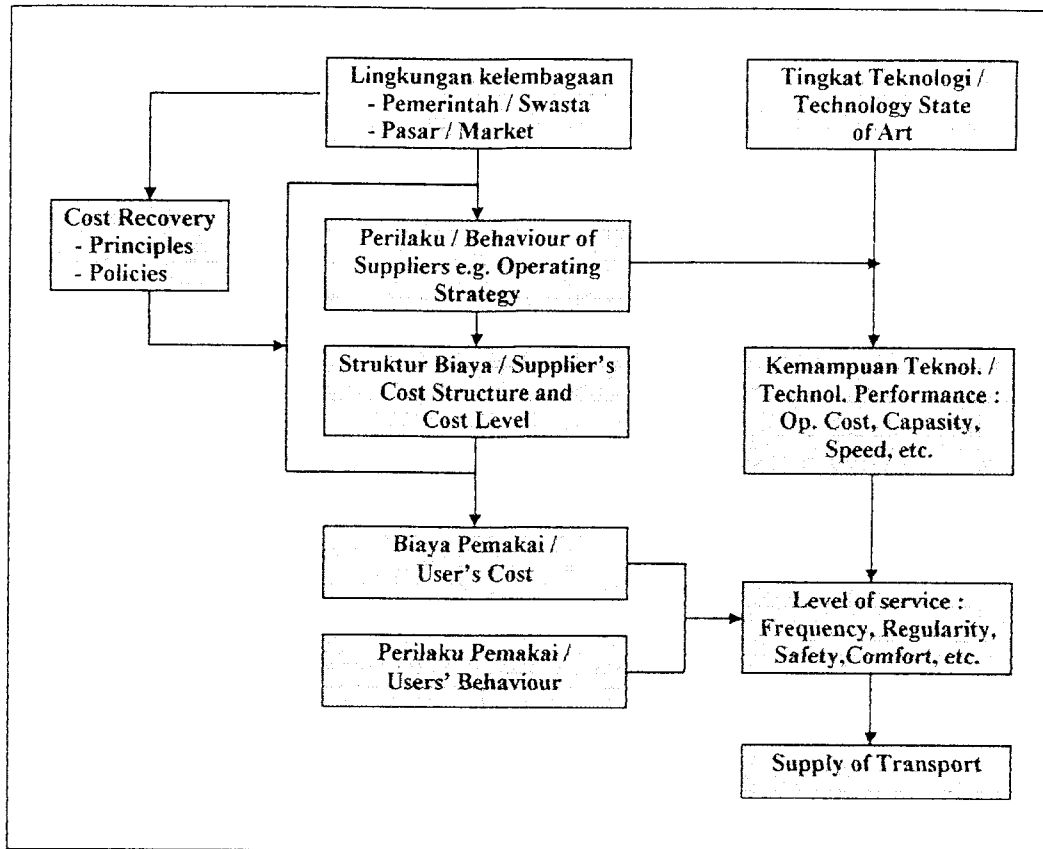 Lingkungan kelembagaan
- Pemerintah / Swasta
- Pasar / Market
Tingkat Teknologi /
Technology State
of Art
Cost Recovery
- Principles
- Policies
Perilaku / Behaviour of
Suppliers e.g. Operating
Strategy
Struktur Biaya / Supplier's
Cost Structure and
Cost Level
Kemampuan Teknol. /
Technol. Performance :
Op. Cost, Capasity,
Speed, etc.
Biaya Pemakai /
User's Cost
Perilaku Pemakai /
Users' Behaviour
Level of service :
Frequency, Regularity,
Safety,Comfort, etc.
Supply of Transport